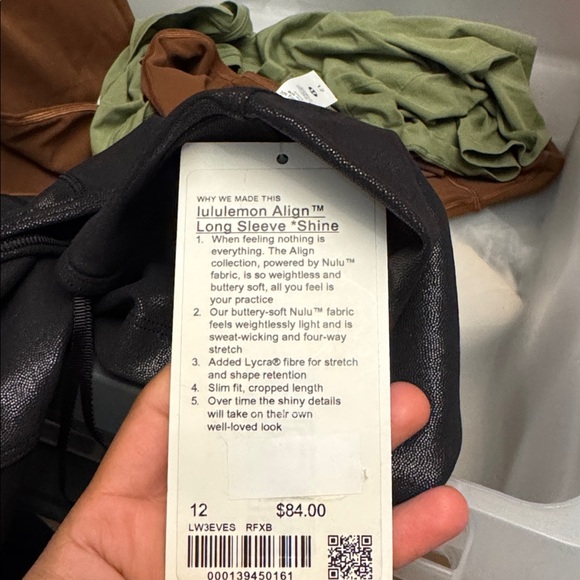 WHY WE MADE THIS
lululemon Align™
Long Sleeve *Shine
1. When feeling nothing is
everything. The Align
collection, powered by Nulu™
fabric, is so weightless and
buttery soft, all you feel is
your practice
2. Our buttery-soft Nulu™ fabric
feels weightlessly light and is
sweat-wicking and four-way
stretch
3. Added Lycra® fibre for stretch
and shape retention
4. Slim fit, cropped length
5. Over time the shiny details
will take on their own
well-loved look
12 $84.00
LW3EVES RFXB
000139450161